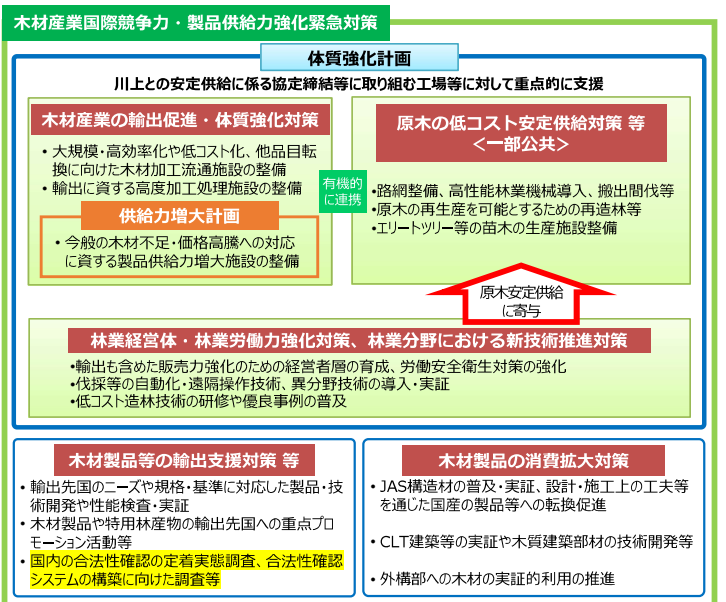 木材産業国際競争力・製品供給力強化緊急対策
体質強化計画
川上との安定供給に係る協定締結等に取り組む工場等に対して重点的に支援
木材産業の輸出促進・体質強化対策
・大規模・高効率化や低コスト化、他品目転
換に向けた木材加工流通施設の整備
・輸出に資する高度加工処理施設の整備
供給力増大計画
・今般の木材不足・価格高騰への対応
に資する製品供給力増大施設の整備
有機的
に連携
原木の低コスト安定供給対策 等
＜一部公共＞
・路網整備、高性能林業機械導入、搬出間伐等
・原木の再生産を可能とするための再造林等
・エリートツリー等の苗木の生産施設整備
原木安定供給
に寄与
林業経営体・林業労働力強化対策、林業分野における新技術推進対策
・輸出も含めた販売力強化のための経営者層の育成、労働安全衛生対策の強化
・伐採等の自動化・遠隔操作技術、異分野技術の導入・実証
・低コスト造林技術の研修や優良事例の普及
木材製品等の輸出支援対策 等
・輸出先国のニーズや規格・基準に対応した製品・技
術開発や性能検査・実証
・木材製品や特用林産物の輸出先国への重点プロ
モーション活動等
・国内の合法性確認の定着実態調査、合法性確認
システムの構築に向けた調査等
木材製品の消費拡大対策
・JAS構造材の普及・実証、設計・施工上の工夫等
を通じた国産の製品等への転換促進
・CLT建築等の実証や木質建築部材の技術開発等
・外構部への木材の実証的利用の推進